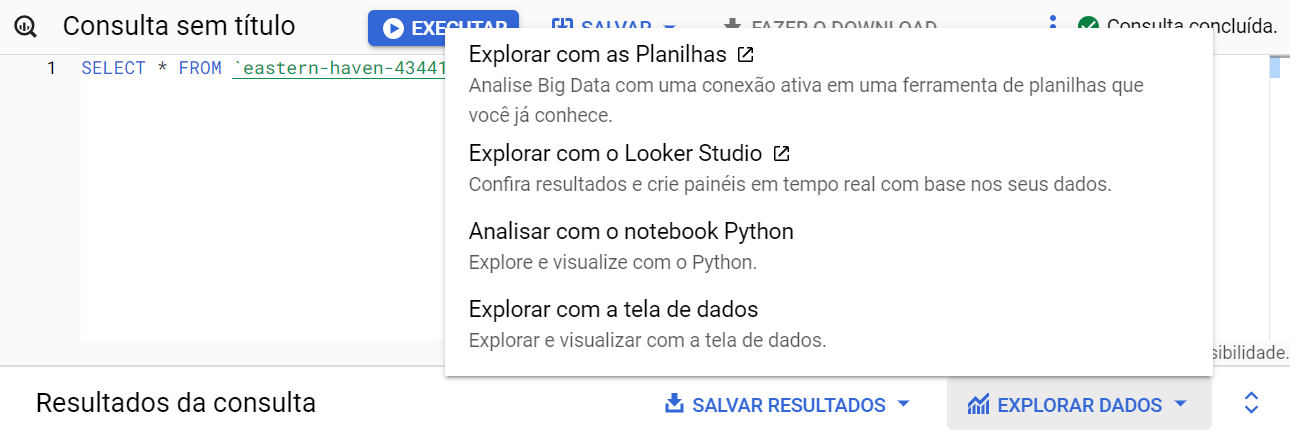 Consulta sem título
EXECUTAR
SALVAR
FAZER O DOWNLOAD
Consulta concluída.
1 SELECT * FROM `eastern-haven-43441
Explorar com as Planilhas
Analise Big Data com uma conexão ativa em uma ferramenta de planilhas que
você já conhece.
Explorar com o Looker Studio
Confira resultados e crie painéis em tempo real com base nos seus dados.
Analisar com o notebook Python
Explore e visualize com o Python.
Explorar com a tela de dados
Explorar e visualizar com a tela de dados.
sibilidade.
Resultados da consulta
SALVAR RESULTADOS
EXPLORAR DADOS